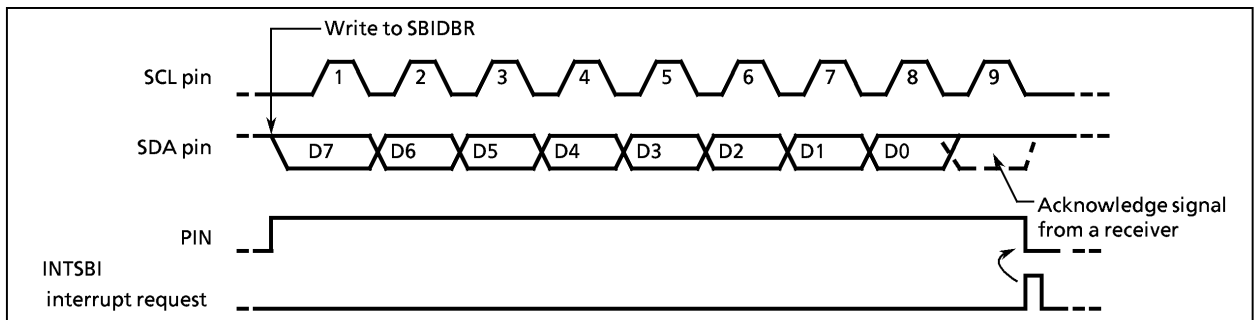 Write to SBIDBR
SCL pin
1 2 3 4 5 6 7 8 9
SDA pin
D7 D6 D5 D4 D3 D2 D1 D0
Acknowledge signal
from a receiver
PIN
INTSBI
interrupt request